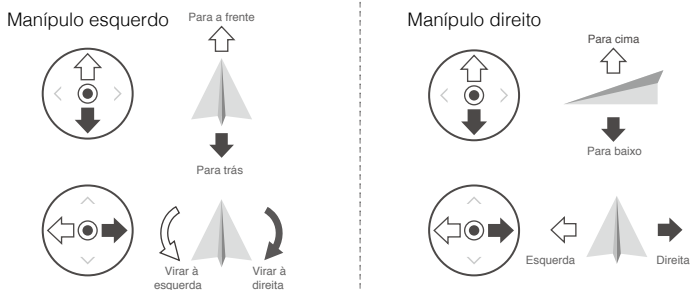 Manípulo esquerdo
Para a frente
Para trás
Virar à
esquerda
Virar à
direita
Manípulo direito
Para cima
Para baixo
Esquerda
Direita